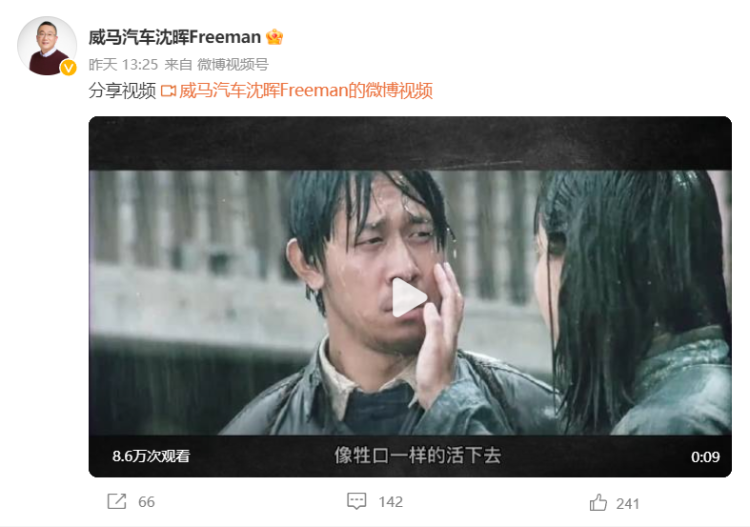 威马汽车沈晖Freeman
昨天 13:25 来自 微博视频号
分享视频 威马汽车沈晖Freeman的微博视频
8.6万次观看 像牲口一样的活下去 0:09
66 142 241